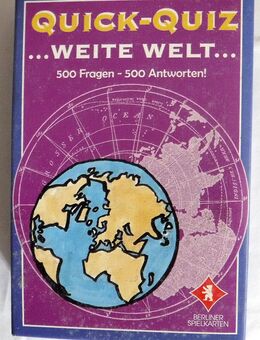 QUICK-QUIZ
...WEITE WELT...
500 Fragen - 500 Antworten!
OCEAN
BERLINER
SPIELKARTEN